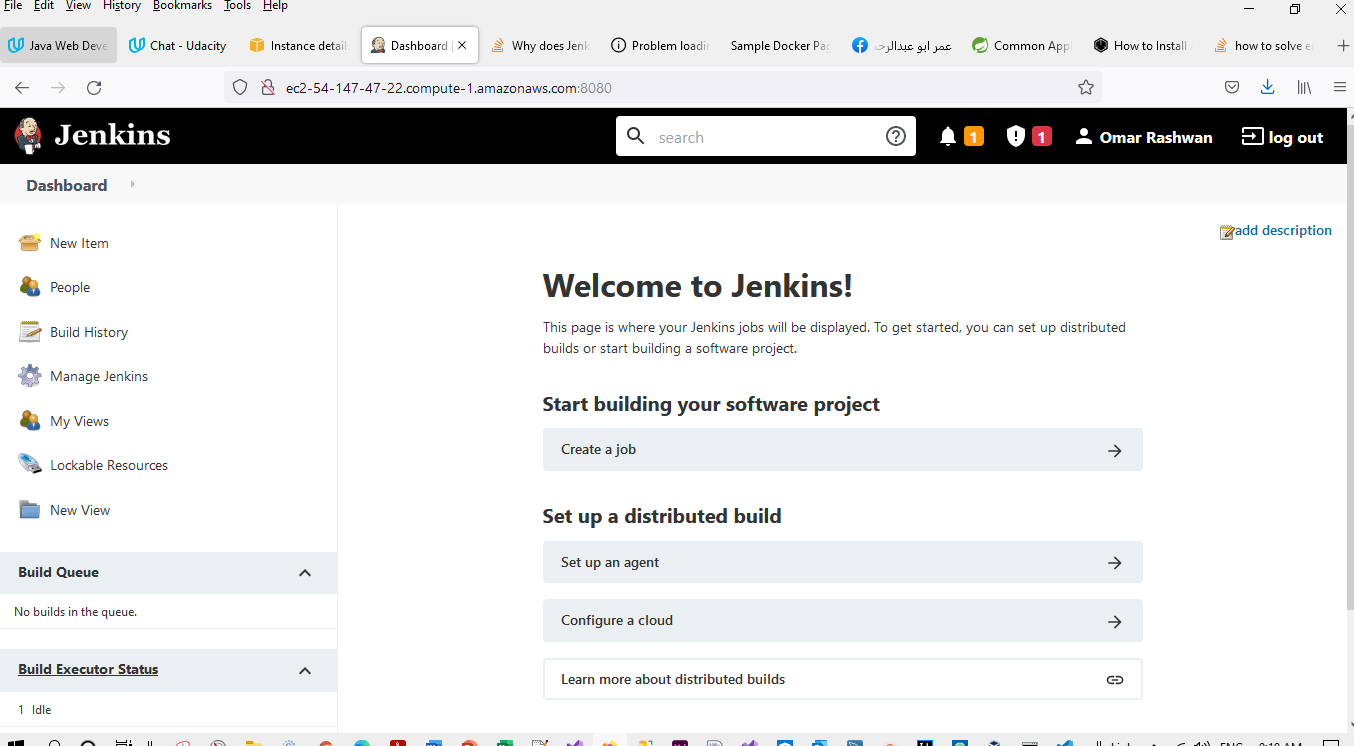 File Edit View History Bookmarks Tools Help
Java Web Deve Chat - Udacity Instance detail Dashboard | Why does Jenk Problem loadin Sample Docker Pag عمر ابو عبدالرح Common App How to Install how to solve e
ec2-54-147-47-22.compute-1.amazonaws.com:8080
Jenkins search 1 1 Omar Rashwan log out
Dashboard
add description
New Item
People
Build History
Manage Jenkins
My Views
Lockable Resources
New View
Build Queue
No builds in the queue.
Build Executor Status
1 Idle
Welcome to Jenkins!
This page is where your Jenkins jobs will be displayed. To get started, you can set up distributed
builds or start building a software project.
Start building your software project
Create a job
Set up a distributed build
Set up an agent
Configure a cloud
Learn more about distributed builds